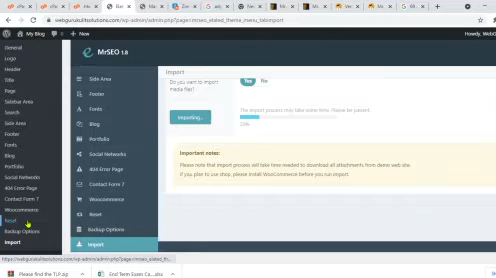 webgurukulitsolutions.com/wp-admin/admin.php?page=mrseo_elated_theme_menu_tabimport
My Blog
0
New
General
Logo
Header
Title
Page
Sidebar Area
Search
Side Area
Footer
Fonts
Blog
Portfolio
Social Networks
404 Error Page
Contact Form 7
Woocommerce
Reset
Backup Options
Import
MrSEO 1.8
Side Area
Footer
Fonts
Blog
Portfolio
Social Networks
404 Error Page
Contact Form 7
Woocommerce
Reset
Backup Options
Import
Import
Do you want to import
media files?
Yes
No
Importing...
The import process may take some time. Please be patient.
Important notes:
Please note that import process will take time needed to download all attachments from demo web site.
If you plan to use shop, please install WooCommerce before you run import.
https://webgurukulitsolutions.com/wp-admin/admin.php?page=mrseo_elated_th...
Please find the TLP.zip
End Term Exam Ca....xlsx